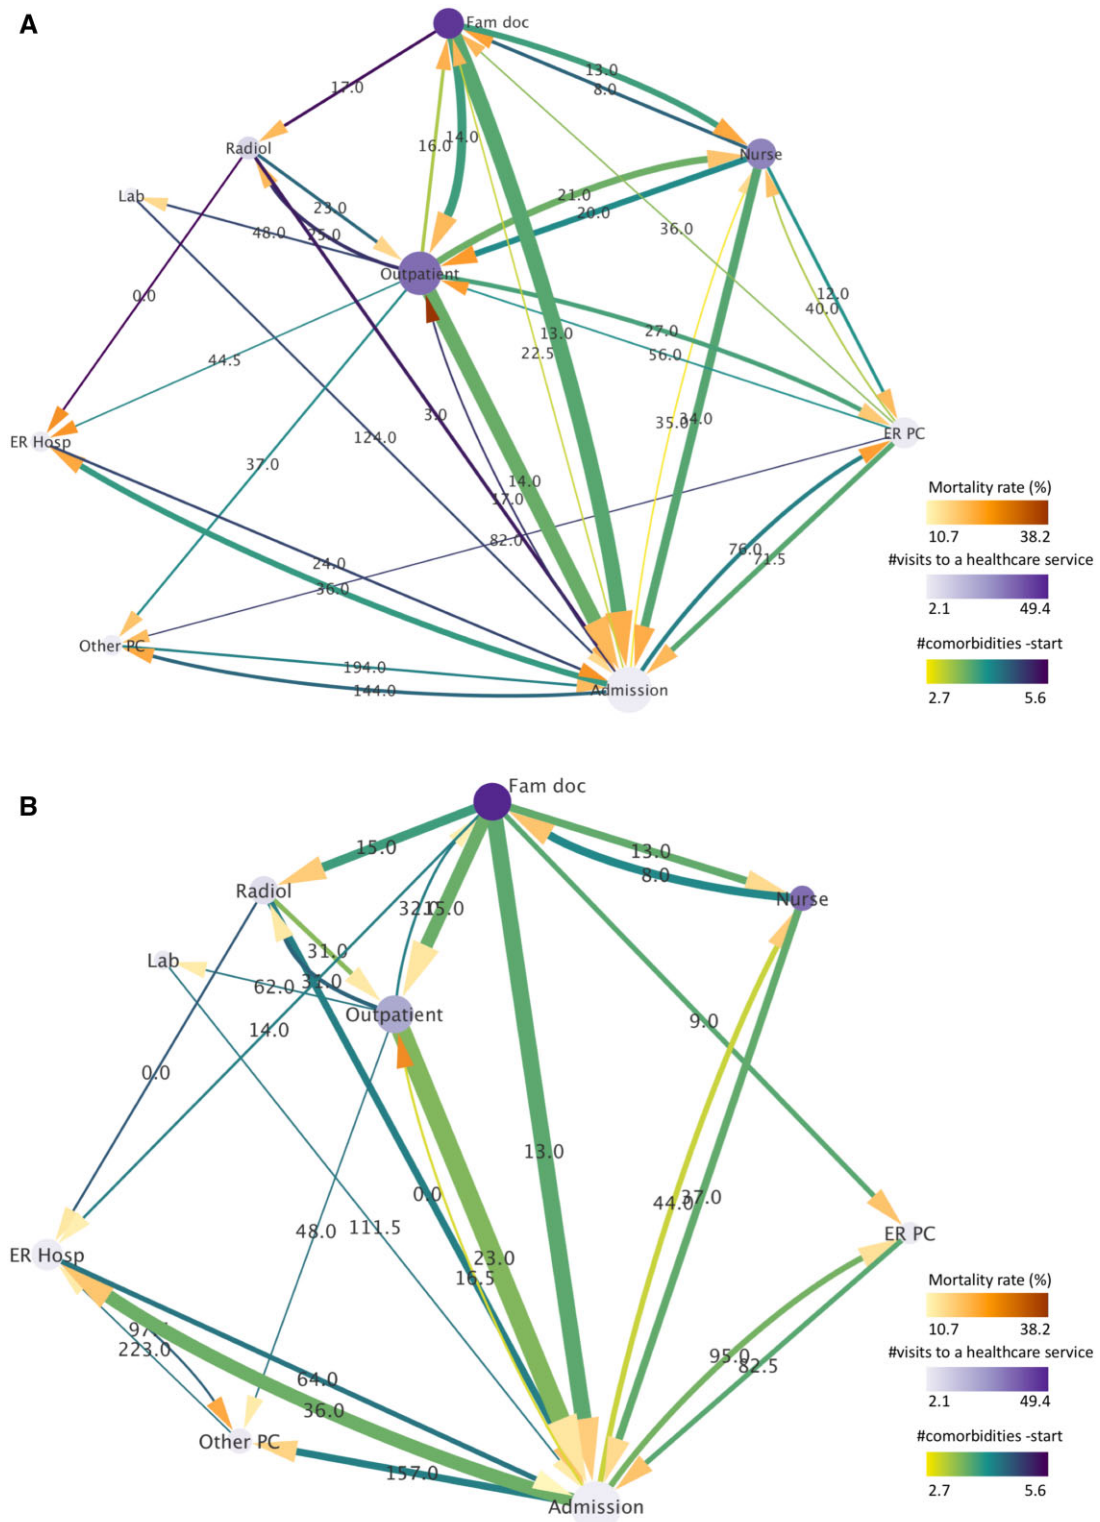 A
Fam doc
13.0
8.0
17.0
16.0
14.0
Radiol
Nurse
Lab
21.0
23.0
20.0
48.0
25.0
36.0
Outpatient
0.0
12.0
40.0
13.0
27.0
22.5
56.0
44.5
3.0
35.0
34.0
124.0
ER Hosp
ER PC
37.0
14.0
17.0
82.0
76.0
71.5
24.0
36.0
Other PC
194.0
144.0
Admission
Mortality rate (%)
10.7 38.2
#visits to a healthcare service
2.1 49.4
#comorbidities -start
2.7 5.6
B
Fam doc
15.0
13.0
8.0
Radiol
Nurse
32.0
15.0
31.0
Lab
62.0
Outpatient
14.0
9.0
0.0
13.0
0.0
44.0
37.0
48.0
111.5
ER Hosp
ER PC
23.0
16.5
223.0
95.0
82.5
64.0
36.0
Other PC
157.0
Admission
Mortality rate (%)
10.7 38.2
#visits to a healthcare service
2.1 49.4
#comorbidities -start
2.7 5.6